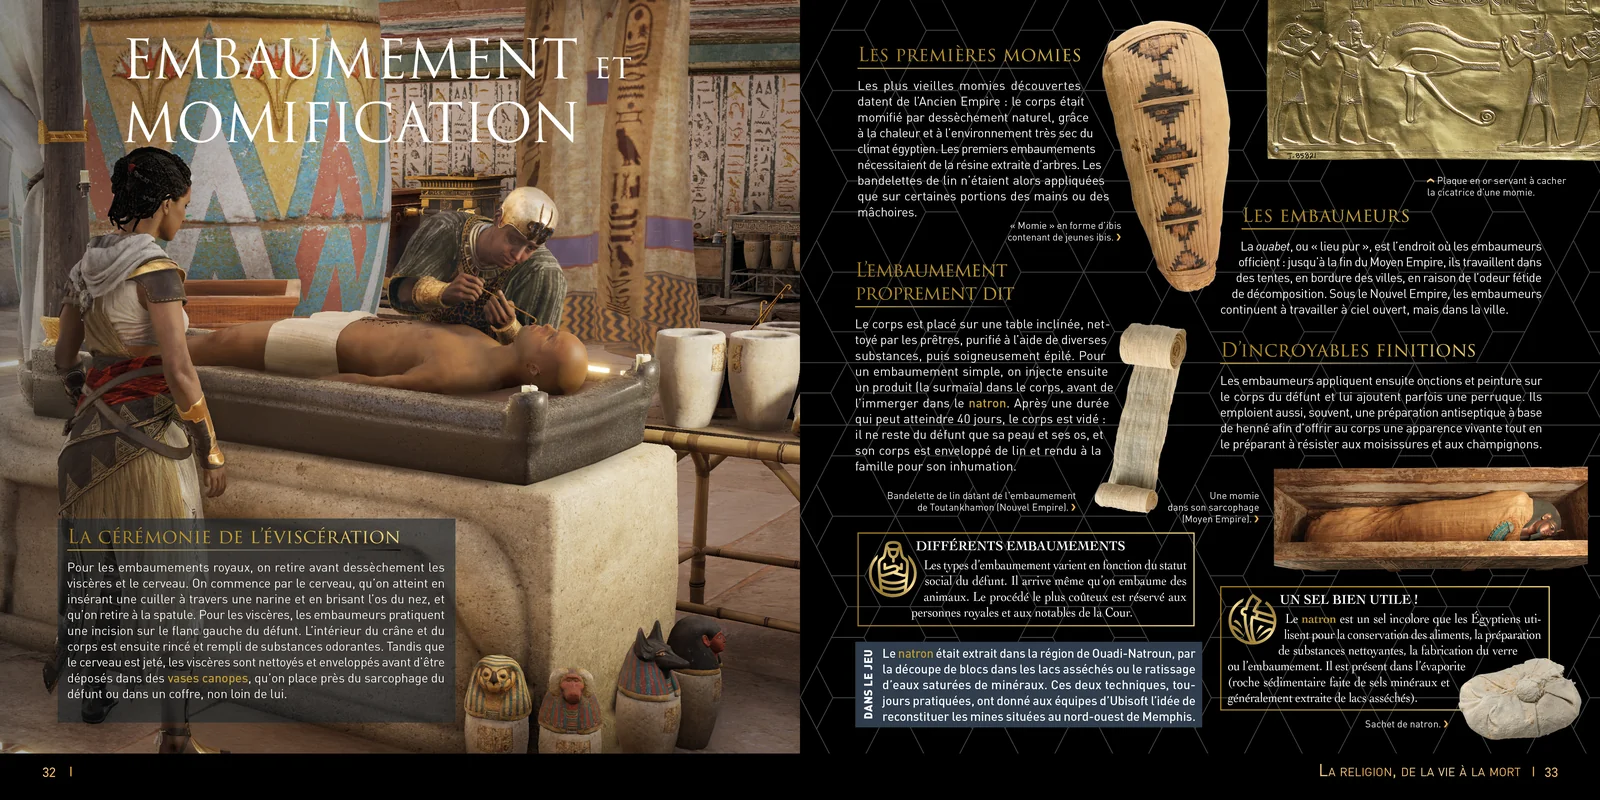 EMBAUMEMENT ET
MOMIFICATION
LA CÉRÉMONIE DE L'ÉVISCÉRATION
Pour les embaumements royaux, on retire avant dessèchement les
viscères et le cerveau. On commence par le cerveau, qu'on atteint en
insérant une cuiller à travers une narine et en brisant l'os du nez, et
qu'on retire à la spatule. Pour les viscères, les embaumeurs pratiquent
une incision sur le flanc gauche du défunt. L'intérieur du crâne et du
corps est ensuite rincé et rempli de substances odorantes. Tandis que
le cerveau est jeté, les viscères sont nettoyés et enveloppés avant d'être
déposés dans des vases canopes, qu'on place près du sarcophage du
défunt ou dans un coffre, non loin de lui.
32 |
LES PREMIÈRES MOMIES
Les plus vieilles momies découvertes
datent de l'Ancien Empire : le corps était
momifié par dessèchement naturel, grâce
à la chaleur et à l'environnement très sec du
climat égyptien. Les premiers embaumements
nécessitaient de la résine extraite d'arbres. Les
bandelettes de lin n'étaient alors appliquées
que sur certaines portions des mains ou des
mâchoires.
« Momie » en forme d'ibis
contenant de jeunes ibis.
L'EMBAUMEMENT
PROPREMENT DIT
Le corps est placé sur une table inclinée, net-
toyé par les prêtres, purifié à l'aide de diverses
substances, puis soigneusement épilé. Pour
un embaumement simple, on injecte ensuite
un produit (la surmaïa) dans le corps, avant de
l'immerger dans le natron. Après une durée
qui peut atteindre 40 jours, le corps est vidé :
il ne reste du défunt que sa peau et ses os, et
son corps est enveloppé de lin et rendu à la
famille pour son inhumation.
Bandelette de lin datant de l'embaumement
de Toutankhamon (Nouvel Empire).
DIFFÉRENTS EMBAUMEMENTS
Les types d'embaumement varient en fonction du statut
social du défunt. Il arrive même qu'on embaume des
animaux. Le procédé le plus coûteux est réservé aux
personnes royales et aux notables de la Cour.
DANS LE JEU
Le natron était extrait dans la région de Ouadi-Natroun, par
la découpe de blocs dans les lacs asséchés ou le ratissage
d'eaux saturées de minéraux. Ces deux techniques, tou-
jours pratiquées, ont donné aux équipes d'Ubisoft l'idée de
reconstituer les mines situées au nord-ouest de Memphis.
J.85821
Plaque en or servant à cacher
la cicatrice d'une momie.
LES EMBAUMEURS
La ouabet, ou « lieu pur », est l'endroit où les embaumeurs
officient : jusqu'à la fin du Moyen Empire, ils travaillent dans
des tentes, en bordure des villes, en raison de l'odeur fétide
de décomposition. Sous le Nouvel Empire, les embaumeurs
continuent à travailler à ciel ouvert, mais dans la ville.
D'INCROYABLES FINITIONS
Les embaumeurs appliquent ensuite onctions et peinture sur
le corps du défunt et lui ajoutent parfois une perruque. Ils
emploient aussi, souvent, une préparation antiseptique à base
de henné afin d'offrir au corps une apparence vivante tout en
le préparant à résister aux moisissures et aux champignons.
Une momie
dans son sarcophage
(Moyen Empire).
UN SEL BIEN UTILE !
Le natron est un sel incolore que les Égyptiens uti-
lisent pour la conservation des aliments, la préparation
de substances nettoyantes, la fabrication du verre
ou l'embaumement. Il est présent dans l'évaporite
(roche sédimentaire faite de sels minéraux et
généralement extraite de lacs asséchés).
Sachet de natron.
LA RELIGION, DE LA VIE À LA MORT | 33